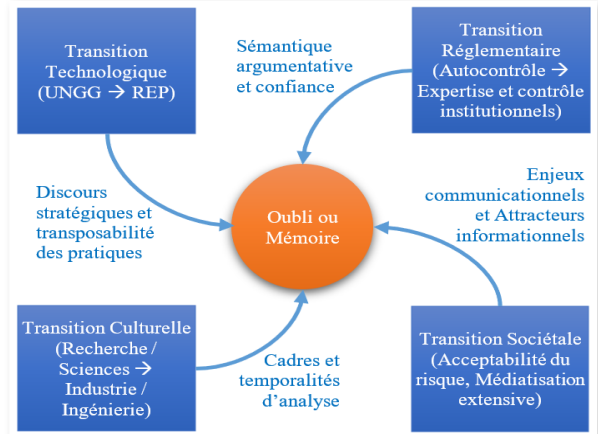 Transition
Technologique
(UNGG → REP)
Sémantique
argumentative
et confiance
Transition
Réglementaire
(Autocontrôle →
Expertise et contrôle
institutionnels)
Discours
stratégiques et
transposabilité
des pratiques
Oubli ou
Mémoire
Enjeux
communicationnels
et Attracteurs
informationnels
Transition Culturelle
(Recherche /
Sciences →
Industrie /
Ingénierie)
Cadres et
temporalités
d’analyse
Transition Sociétale
(Acceptabilité du
risque, Médiatisation
extensive)